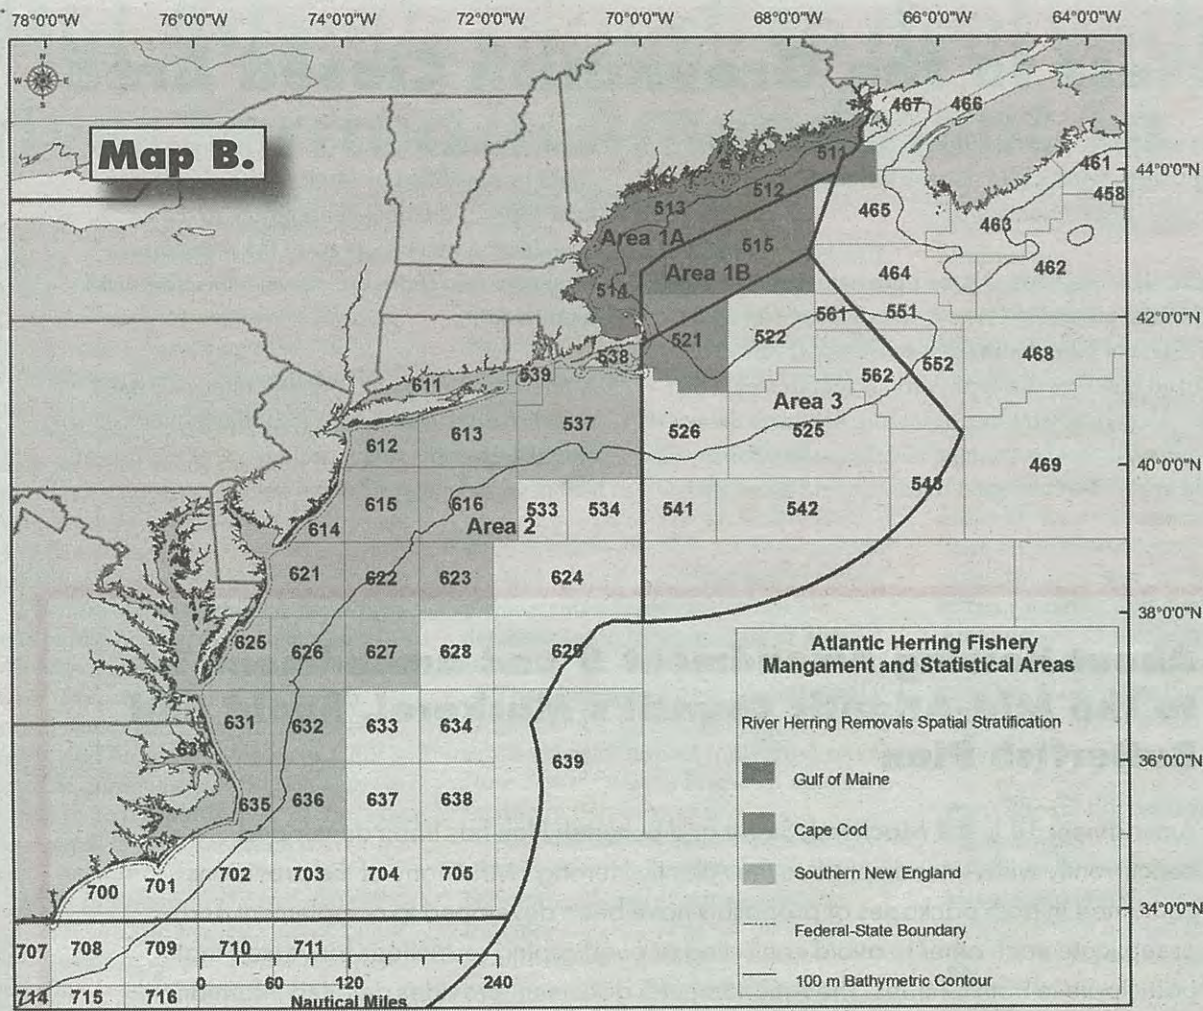 78°0'0"W 76°0'0"W 74°0'0"W 72°0'0"W 70°0'0"W 68°0'0"W 66°0'0"W 64°0'0"W
N
W E
S
Map B.
467 466
511
44°0'0"N
461
458
512
513
465
463
Area 1A
515
Area 1B
464
462
514
561 551
42°0'0"N
521 522
538
552 468
539
562
611
Area 3
537 526 525
612 613
469
40°0'0"N
543
615 616
533 534 541 542
614
Area 2
621 622 623 624
38°0'0"N
625
626 627 628 629
631 632 633 634
631
639
36°0'0"N
635 636 637 638
700 701 702 703 704 705
34°0'0"N
707 708 709 710 711
714 715 716
0 60 120 240
Nautical Miles
Atlantic Herring Fishery
Mangament and Statistical Areas
River Herring Removals Spatial Stratification
Gulf of Maine
Cape Cod
Southern New England
Federal-State Boundary
100 m Bathymetric Contour